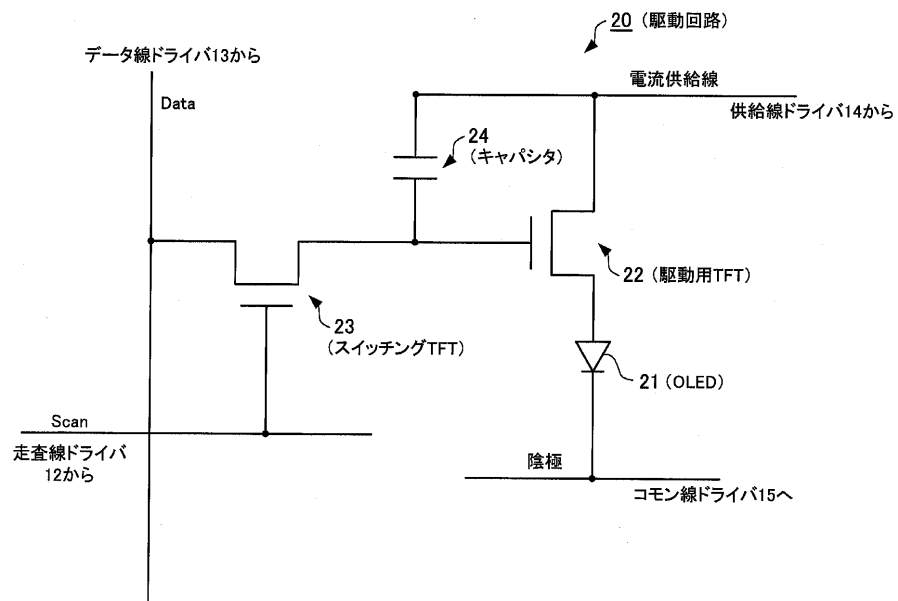 20（駆動回路）
データ線ドライバ13から
Data
電流供給線
供給線ドライバ14から
24
（キャパシタ）
22（駆動用TFT）
23
（スイッチングTFT）
21（OLED）
Scan
走査線ドライバ
12から
陰極
コモン線ドライバ15へ